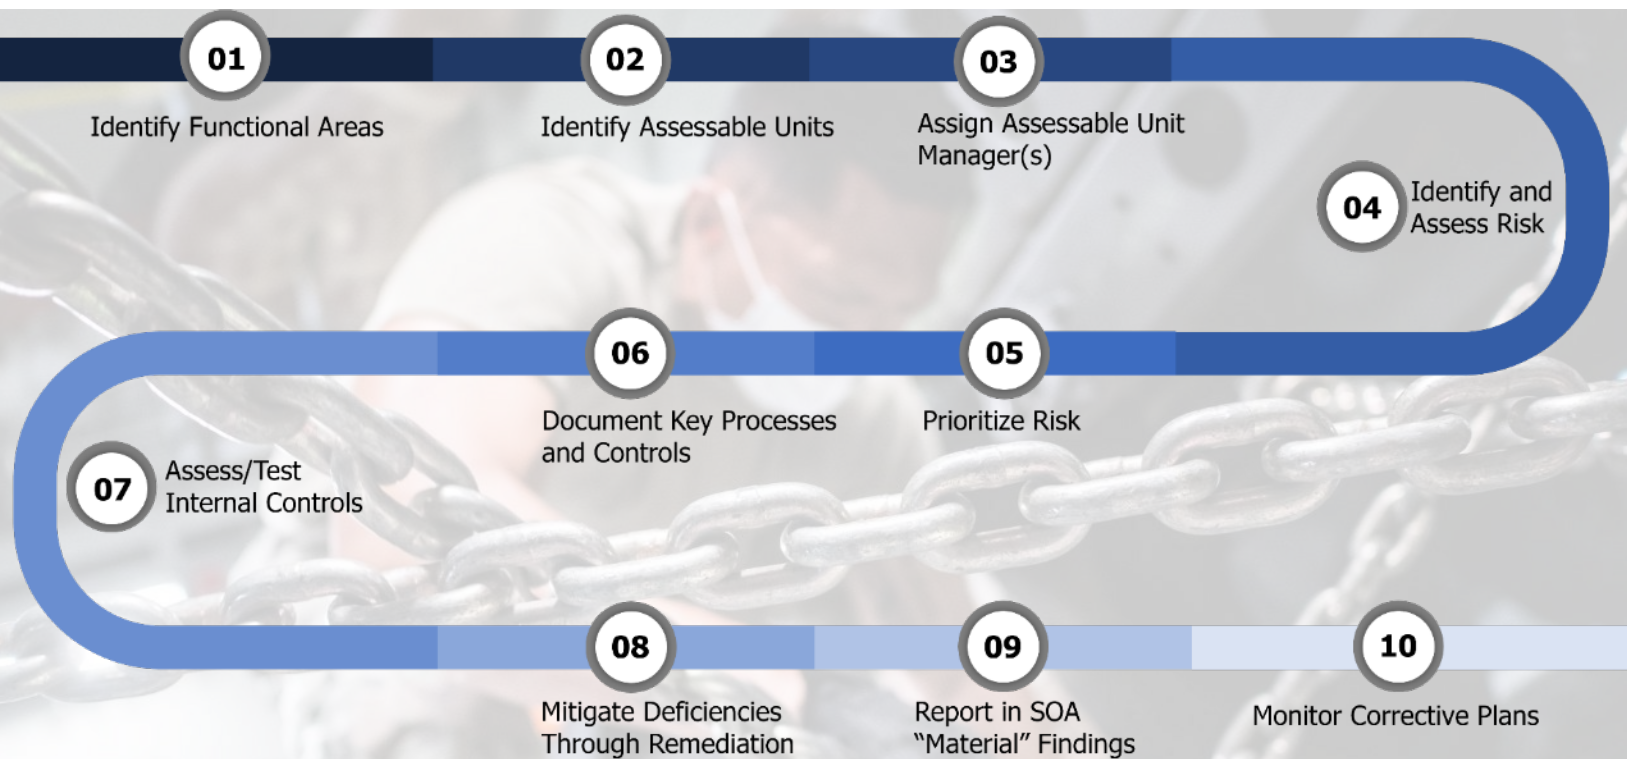 01
Identify Functional Areas
02
Identify Assessable Units
03
Assign Assessable Unit
Manager(s)
04
Identify and
Assess Risk
05
Prioritize Risk
06
Document Key Processes
and Controls
07
Assess/Test
Internal Controls
08
Mitigate Deficiencies
Through Remediation
09
Report in SOA
“Material” Findings
10
Monitor Corrective Plans